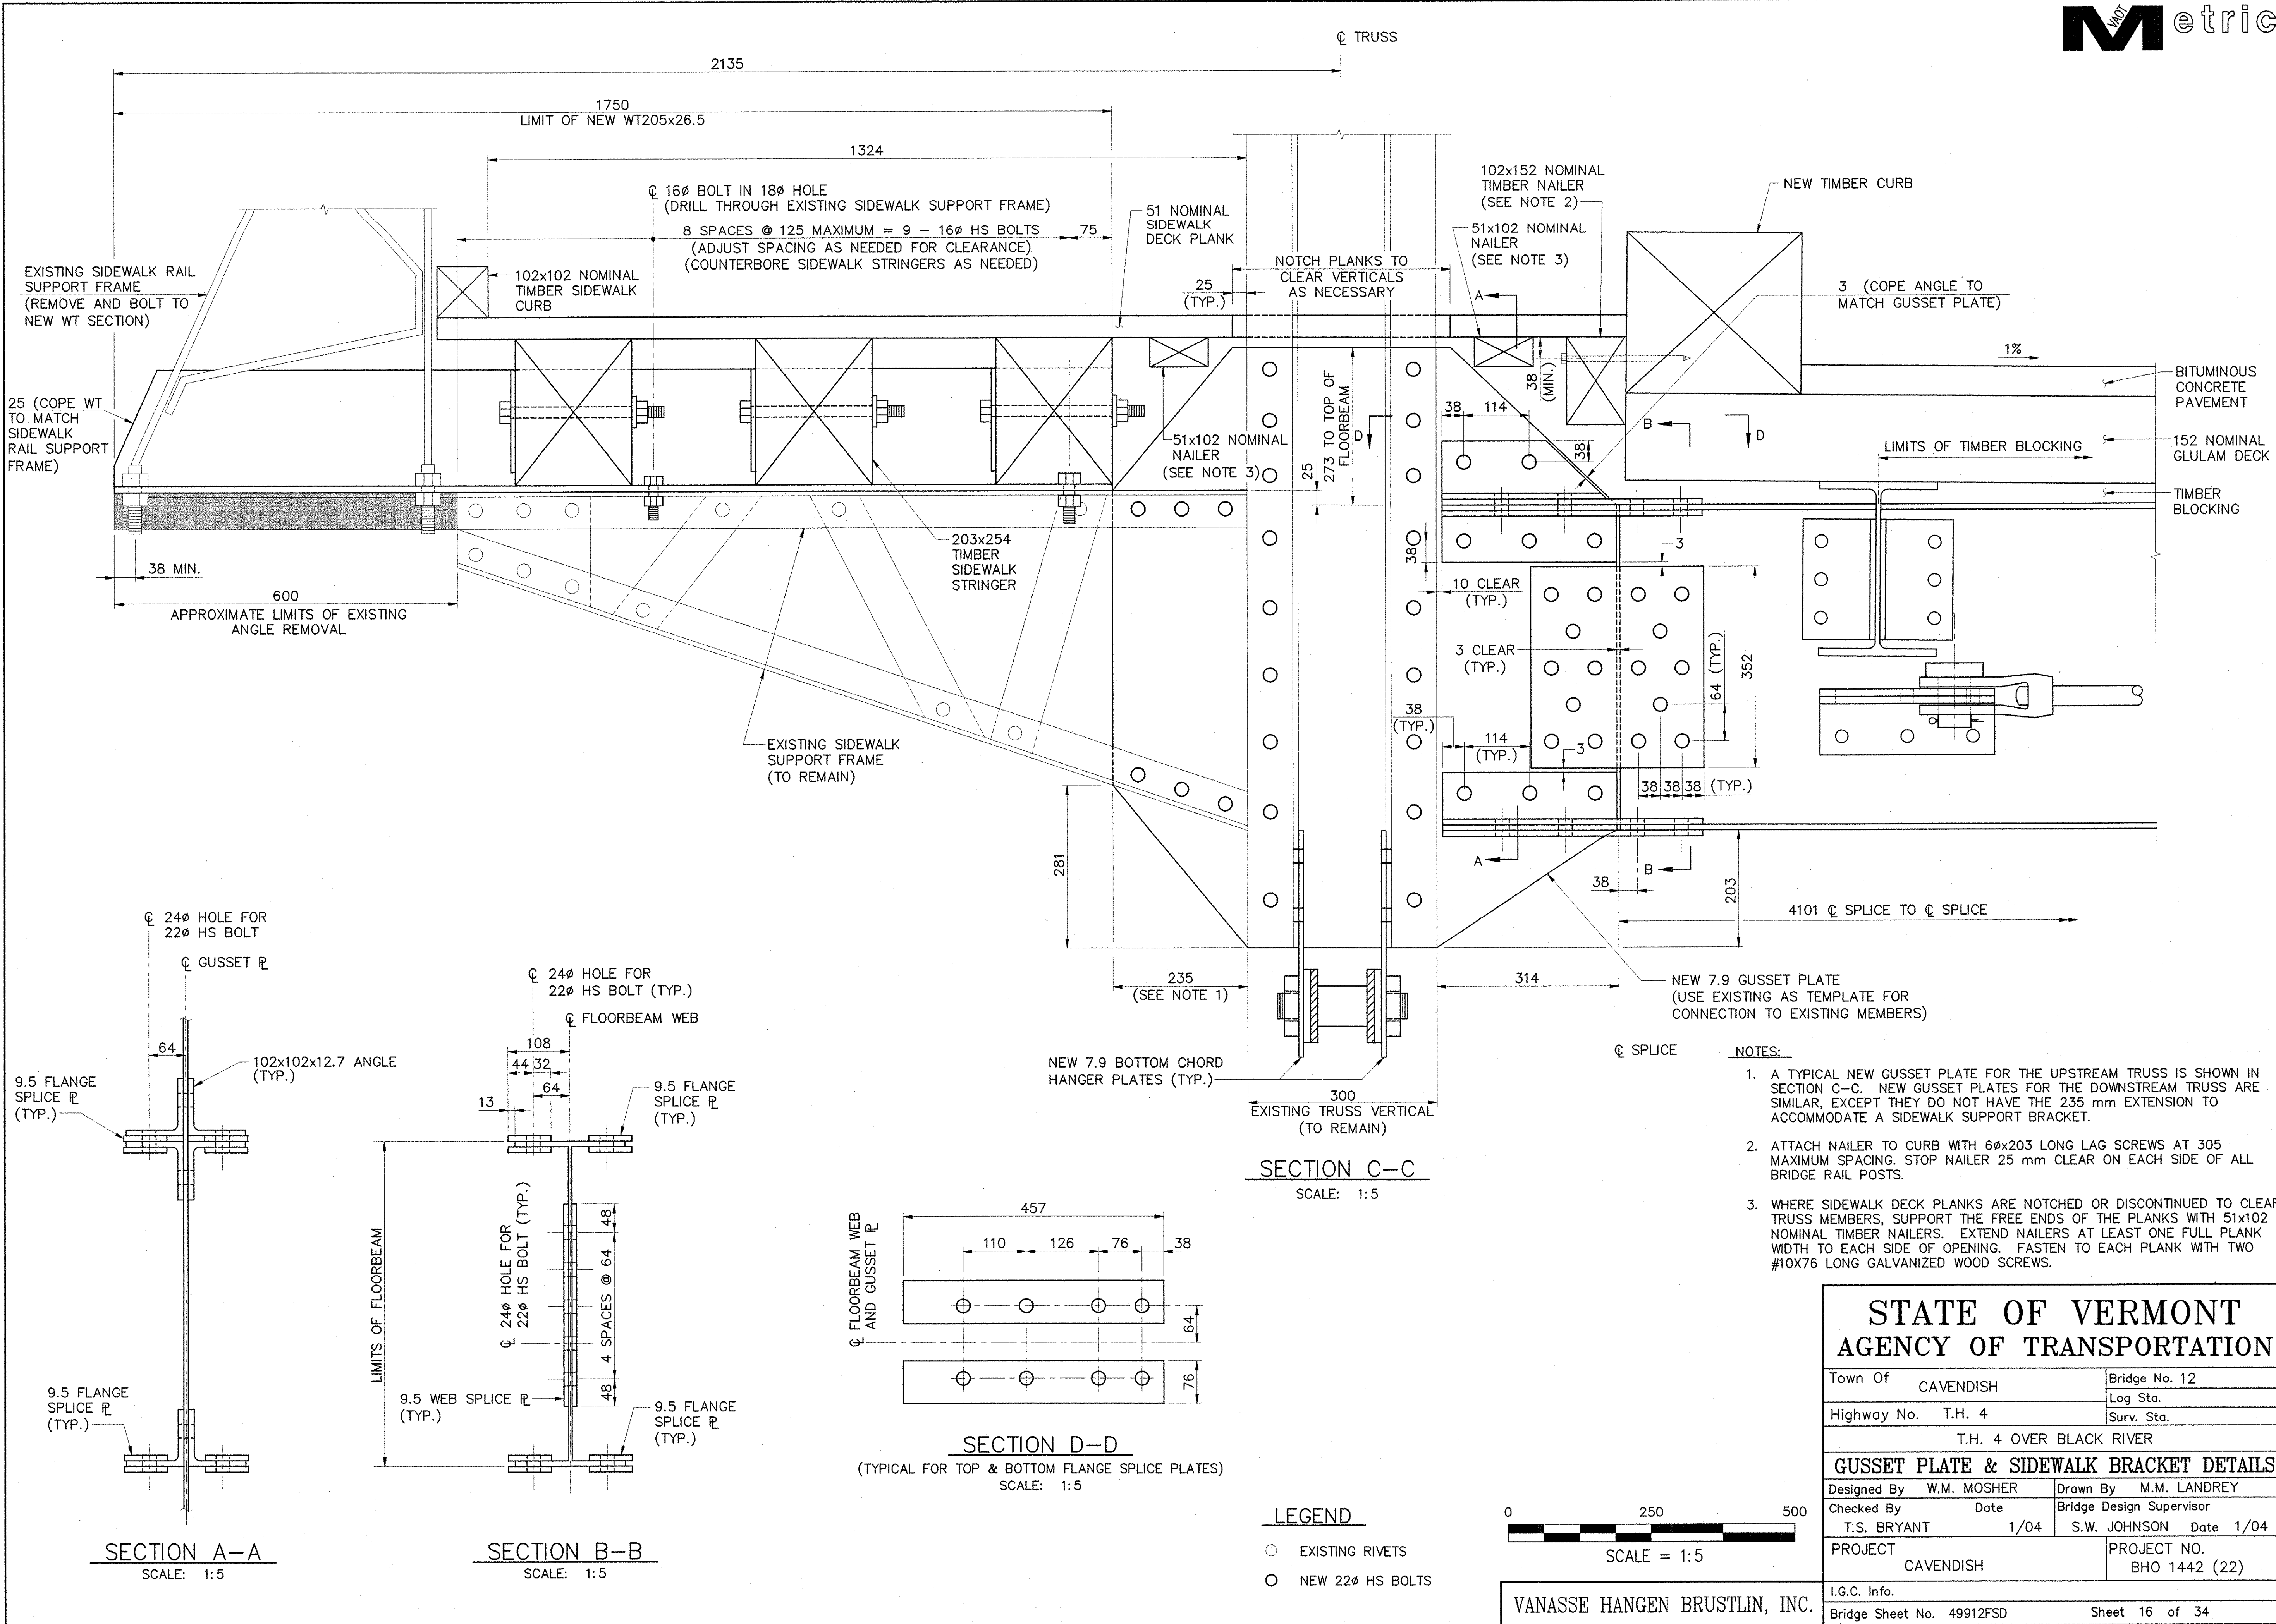 VAOT
Metric
℄ TRUSS
2135
1750
LIMIT OF NEW WT205x26.5
1324
℄ 16ø BOLT IN 18ø HOLE
(DRILL THROUGH EXISTING SIDEWALK SUPPORT FRAME)
8 SPACES @ 125 MAXIMUM = 9 – 16ø HS BOLTS
75
(ADJUST SPACING AS NEEDED FOR CLEARANCE)
(COUNTERBORE SIDEWALK STRINGERS AS NEEDED)
51 NOMINAL
SIDEWALK
DECK PLANK
102x152 NOMINAL
TIMBER NAILER
(SEE NOTE 2)
51x102 NOMINAL
NAILER
(SEE NOTE 3)
NEW TIMBER CURB
EXISTING SIDEWALK RAIL
SUPPORT FRAME
(REMOVE AND BOLT TO
NEW WT SECTION)
102x102 NOMINAL
TIMBER SIDEWALK
CURB
NOTCH PLANKS TO
CLEAR VERTICALS
AS NECESSARY
25
(TYP.)
A
3 (COPE ANGLE TO
MATCH GUSSET PLATE)
1%
BITUMINOUS
CONCRETE
PAVEMENT
25 (COPE WT
TO MATCH
SIDEWALK
RAIL SUPPORT
FRAME)
38
(MIN.)
273 TO TOP OF
FLOORBEAM
25
D
38
114
38
B
D
LIMITS OF TIMBER BLOCKING
152 NOMINAL
GLULAM DECK
TIMBER
BLOCKING
51x102 NOMINAL
NAILER
(SEE NOTE 3)
203x254
TIMBER
SIDEWALK
STRINGER
38 MIN.
600
APPROXIMATE LIMITS OF EXISTING
ANGLE REMOVAL
38
3
10 CLEAR
(TYP.)
3 CLEAR
(TYP.)
64 (TYP.)
352
38
(TYP.)
114
(TYP.)
3
38
38
38
(TYP.)
EXISTING SIDEWALK
SUPPORT FRAME
(TO REMAIN)
281
A
B
38
203
4101 ℄ SPLICE TO ℄ SPLICE
235
(SEE NOTE 1)
314
NEW 7.9 GUSSET PLATE
(USE EXISTING AS TEMPLATE FOR
CONNECTION TO EXISTING MEMBERS)
℄ SPLICE
NEW 7.9 BOTTOM CHORD
HANGER PLATES (TYP.)
300
EXISTING TRUSS VERTICAL
(TO REMAIN)
SECTION C–C
SCALE: 1:5
℄ 24ø HOLE FOR
22ø HS BOLT
℄ GUSSET ℙL
64
102x102x12.7 ANGLE
(TYP.)
9.5 FLANGE
SPLICE ℙL
(TYP.)
9.5 FLANGE
SPLICE ℙL
(TYP.)
SECTION A–A
SCALE: 1:5
℄ 24ø HOLE FOR
22ø HS BOLT (TYP.)
℄ FLOORBEAM WEB
108
44
32
64
13
9.5 FLANGE
SPLICE ℙL
(TYP.)
LIMITS OF FLOORBEAM
℄ 24ø HOLE FOR
22ø HS BOLT (TYP.)
48
4 SPACES @ 64
48
9.5 WEB SPLICE ℙL
(TYP.)
9.5 FLANGE
SPLICE ℙL
(TYP.)
SECTION B–B
SCALE: 1:5
457
110
126
76
38
℄ FLOORBEAM WEB
AND GUSSET ℙL
64
76
SECTION D–D
(TYPICAL FOR TOP & BOTTOM FLANGE SPLICE PLATES)
SCALE: 1:5
LEGEND
EXISTING RIVETS
NEW 22ø HS BOLTS
0
250
500
SCALE = 1:5
VANASSE HANGEN BRUSTLIN, INC.
NOTES:
1. A TYPICAL NEW GUSSET PLATE FOR THE UPSTREAM TRUSS IS SHOWN IN
SECTION C–C. NEW GUSSET PLATES FOR THE DOWNSTREAM TRUSS ARE
SIMILAR, EXCEPT THEY DO NOT HAVE THE 235 mm EXTENSION TO
ACCOMMODATE A SIDEWALK SUPPORT BRACKET.
2. ATTACH NAILER TO CURB WITH 6øx203 LONG LAG SCREWS AT 305
MAXIMUM SPACING. STOP NAILER 25 mm CLEAR ON EACH SIDE OF ALL
BRIDGE RAIL POSTS.
3. WHERE SIDEWALK DECK PLANKS ARE NOTCHED OR DISCONTINUED TO CLEAR
TRUSS MEMBERS, SUPPORT THE FREE ENDS OF THE PLANKS WITH 51x102
NOMINAL TIMBER NAILERS. EXTEND NAILERS AT LEAST ONE FULL PLANK
WIDTH TO EACH SIDE OF OPENING. FASTEN TO EACH PLANK WITH TWO
#10X76 LONG GALVANIZED WOOD SCREWS.
STATE OF VERMONT
AGENCY OF TRANSPORTATION
Town Of CAVENDISH
Bridge No. 12
Log Sta.
Highway No. T.H. 4
Surv. Sta.
T.H. 4 OVER BLACK RIVER
GUSSET PLATE & SIDEWALK BRACKET DETAILS
Designed By W.M. MOSHER
Drawn By M.M. LANDREY
Checked By Date
T.S. BRYANT 1/04
Bridge Design Supervisor
S.W. JOHNSON Date 1/04
PROJECT
CAVENDISH
PROJECT NO.
BHO 1442 (22)
I.G.C. Info.
Bridge Sheet No. 49912FSD
Sheet 16 of 34